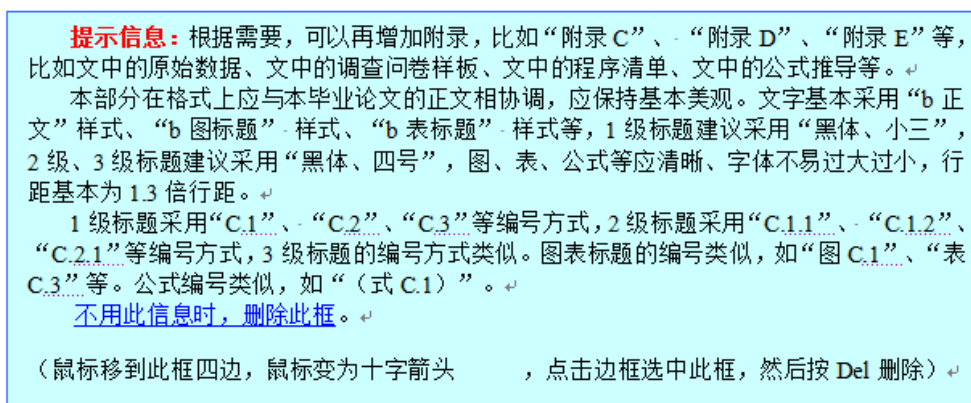 提示信息：根据需要，可以再增加附录，比如“附录 C”、“附录 D”、“附录 E”等，
比如文中的原始数据、文中的调查问卷样板、文中的程序清单、文中的公式推导等。
本部分在格式上应与本毕业论文的正文相协调，应保持基本美观。文字基本采用“b 正
文”样式、“b 图标题”样式、“b 表标题”样式等，1 级标题建议采用“黑体、小三”，
2 级、3 级标题建议采用“黑体、四号”，图、表、公式等应清晰、字体不易过大过小，行
距基本为 1.3 倍行距。
1 级标题采用“C.1”、“C.2”、“C.3”等编号方式，2 级标题采用“C.1.1”、“C.1.2”、
“C.2.1”等编号方式，3 级标题的编号方式类似。图表标题的编号类似，如“图 C.1”、“表
C.3”等。公式编号类似，如“（式 C.1）”。
不用此信息时，删除此框。
（鼠标移到此框四边，鼠标变为十字箭头　　，点击边框选中此框，然后按 Del 删除）